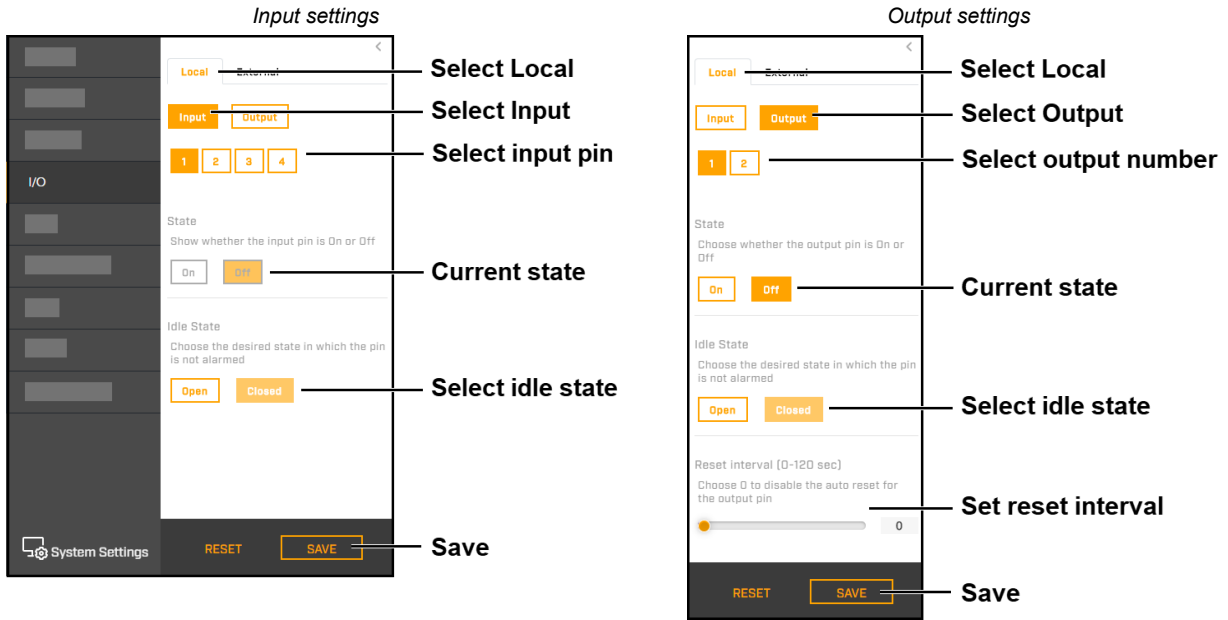 Input settings
I/O
System Settings
Local External
Input Output
1 2 3 4
State
Show whether the input pin is On or Off
On Off
Idle State
Choose the desired state in which the pin
is not alarmed
Open Closed
RESET SAVE
Select Local
Select Input
Select input pin
Current state
Select idle state
Save
Output settings
Local External
Input Output
1 2
State
Choose whether the output pin is On or
Off
On Off
Idle State
Choose the desired state in which the pin
is not alarmed
Open Closed
Reset interval (0-120 sec)
Choose 0 to disable the auto reset for
the output pin
0
RESET SAVE
Select Local
Select Output
Select output number
Current state
Select idle state
Set reset interval
Save